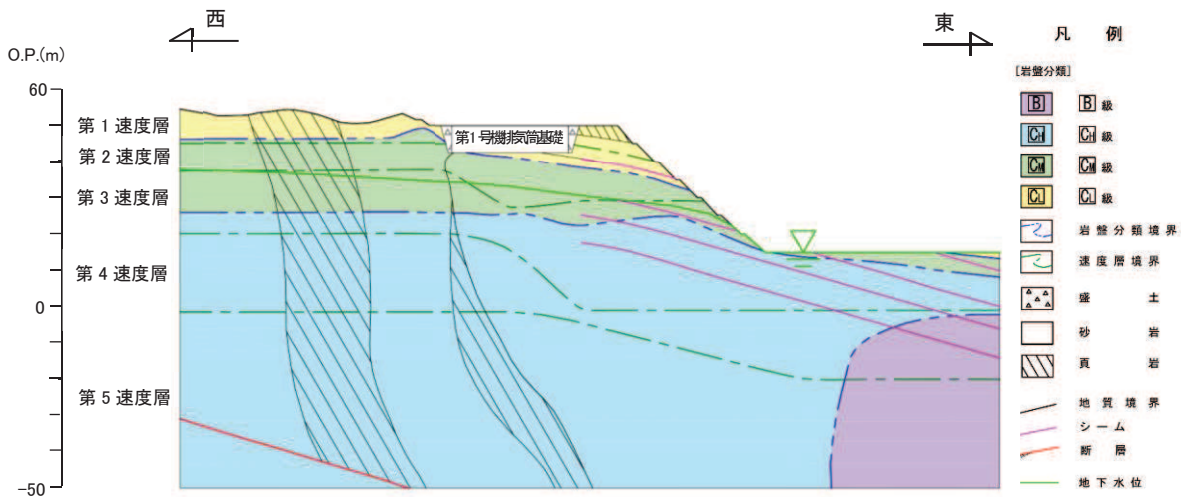 西
東
O.P.(m)
60
0
-50
第1速度層
第2速度層
第3速度層
第4速度層
第5速度層
第1号機排気筒基礎
凡 例
[岩盤分類]
B B 級
CH CH 級
CM CM 級
CL CL 級
岩盤分類境界
速度層境界
盛 土
砂 岩
頁 岩
地質境界
シーム
断 層
地下水位